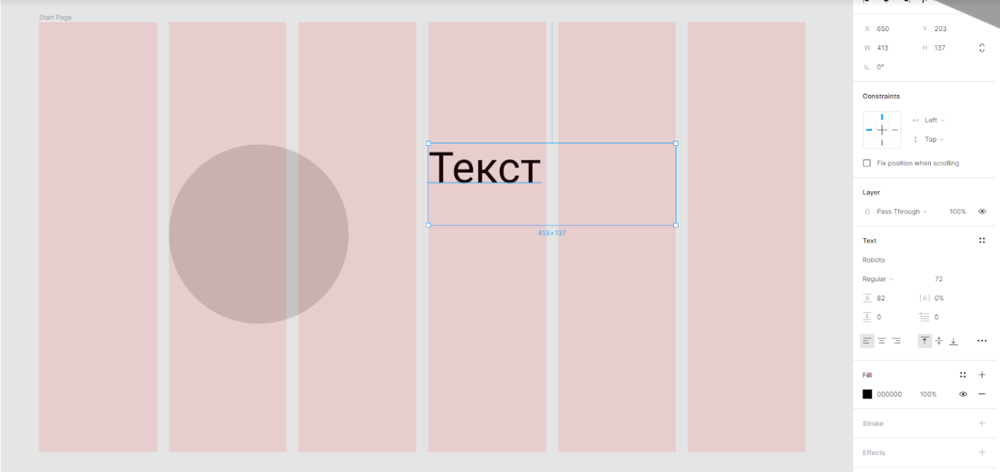 Start Page
Текст
413 × 137
X 650 Y 203
W 413 H 137
0°
Constraints
Left
Top
Fix position when scrolling
Layer
Pass Through 100%
Text
Roboto
Regular 72
A 82 |A| 0%
0 0
Fill
000000 100%
Stroke
Effects